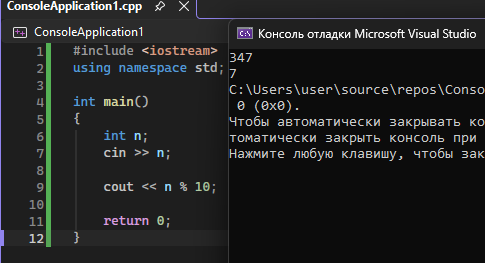 ConsoleApplication1.cpp
ConsoleApplication1
1 #include <iostream>
2 using namespace std;
3
4 int main()
5 {
6 int n;
7 cin >> n;
8
9 cout << n % 10;
10
11 return 0;
12 }
Консоль отладки Microsoft Visual Studio
347
7
C:\Users\user\source\repos\Conso
0 (0x0).
Чтобы автоматически закрывать ко
томатически закрыть консоль при
Нажмите любую клавишу, чтобы зак